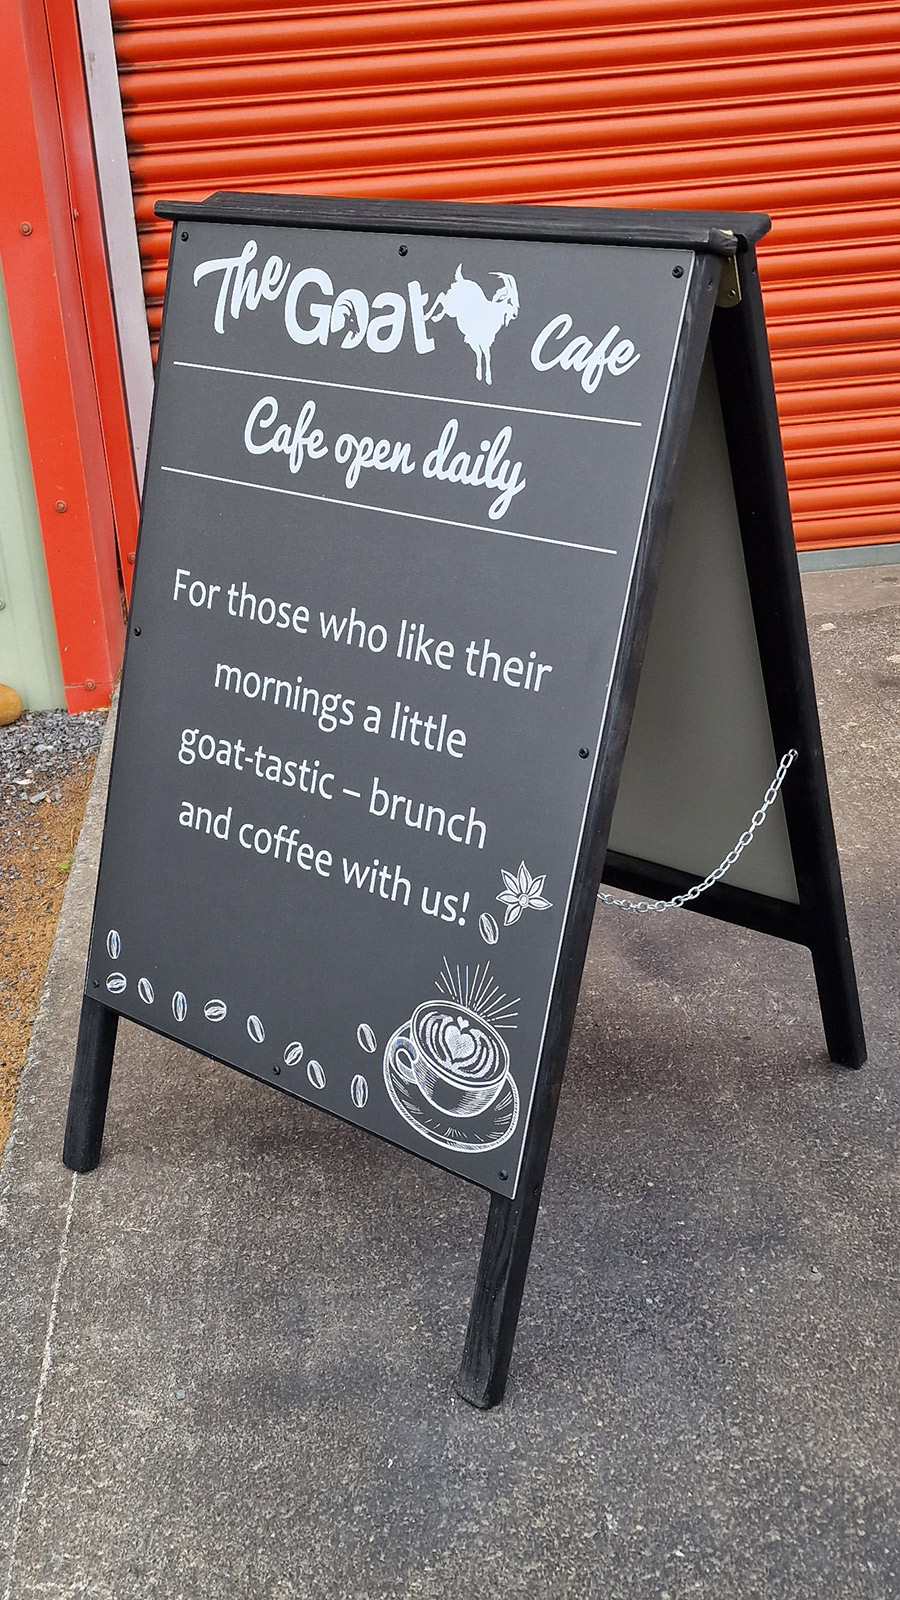 The Goat Cafe
Cafe open daily
For those who like their
mornings a little
goat-tastic – brunch
and coffee with us!